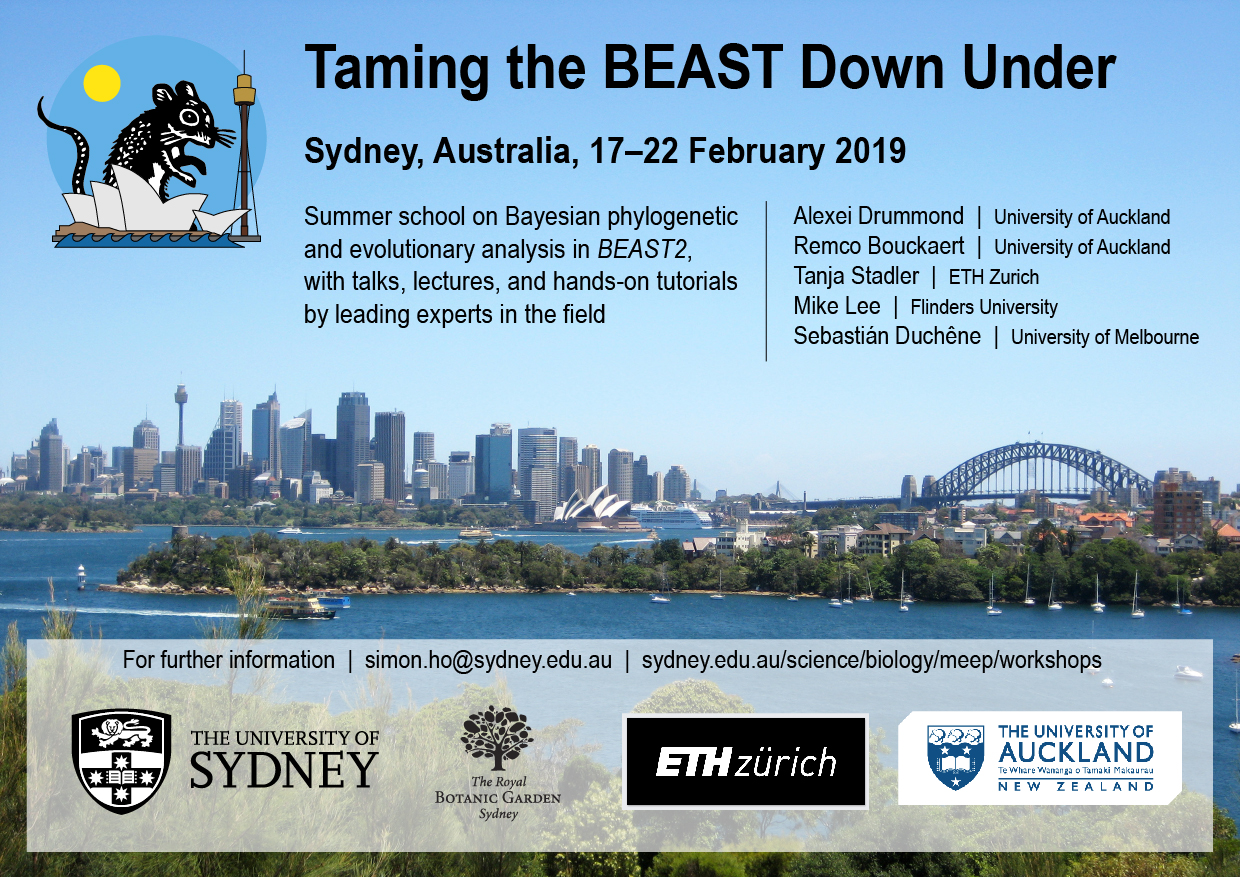 Taming the BEAST Down Under
Sydney, Australia, 17–22 February 2019
Summer school on Bayesian phylogenetic
and evolutionary analysis in BEAST2,
with talks, lectures, and hands-on tutorials
by leading experts in the field
Alexei Drummond | University of Auckland
Remco Bouckaert | University of Auckland
Tanja Stadler | ETH Zurich
Mike Lee | Flinders University
Sebastián Duchêne | University of Melbourne
For further information | simon.ho@sydney.edu.au | sydney.edu.au/science/biology/meep/workshops
THE UNIVERSITY OF
SYDNEY
The Royal
BOTANIC GARDEN
Sydney
ETH zürich
THE UNIVERSITY OF
AUCKLAND
Te Whare Wananga o Tamaki Makaurau
NEW ZEALAND